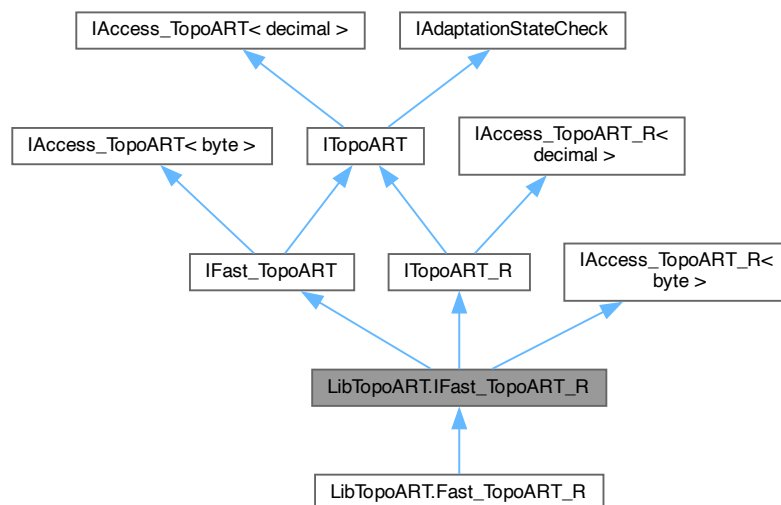 IAccess_TopoART< decimal >
IAdaptationStateCheck
IAccess_TopoART< byte >
ITopoART
IAccess_TopoART_R<
decimal >
IFast_TopoART
ITopoART_R
IAccess_TopoART_R<
byte >
LibTopoART.IFast_TopoART_R
LibTopoART.Fast_TopoART_R